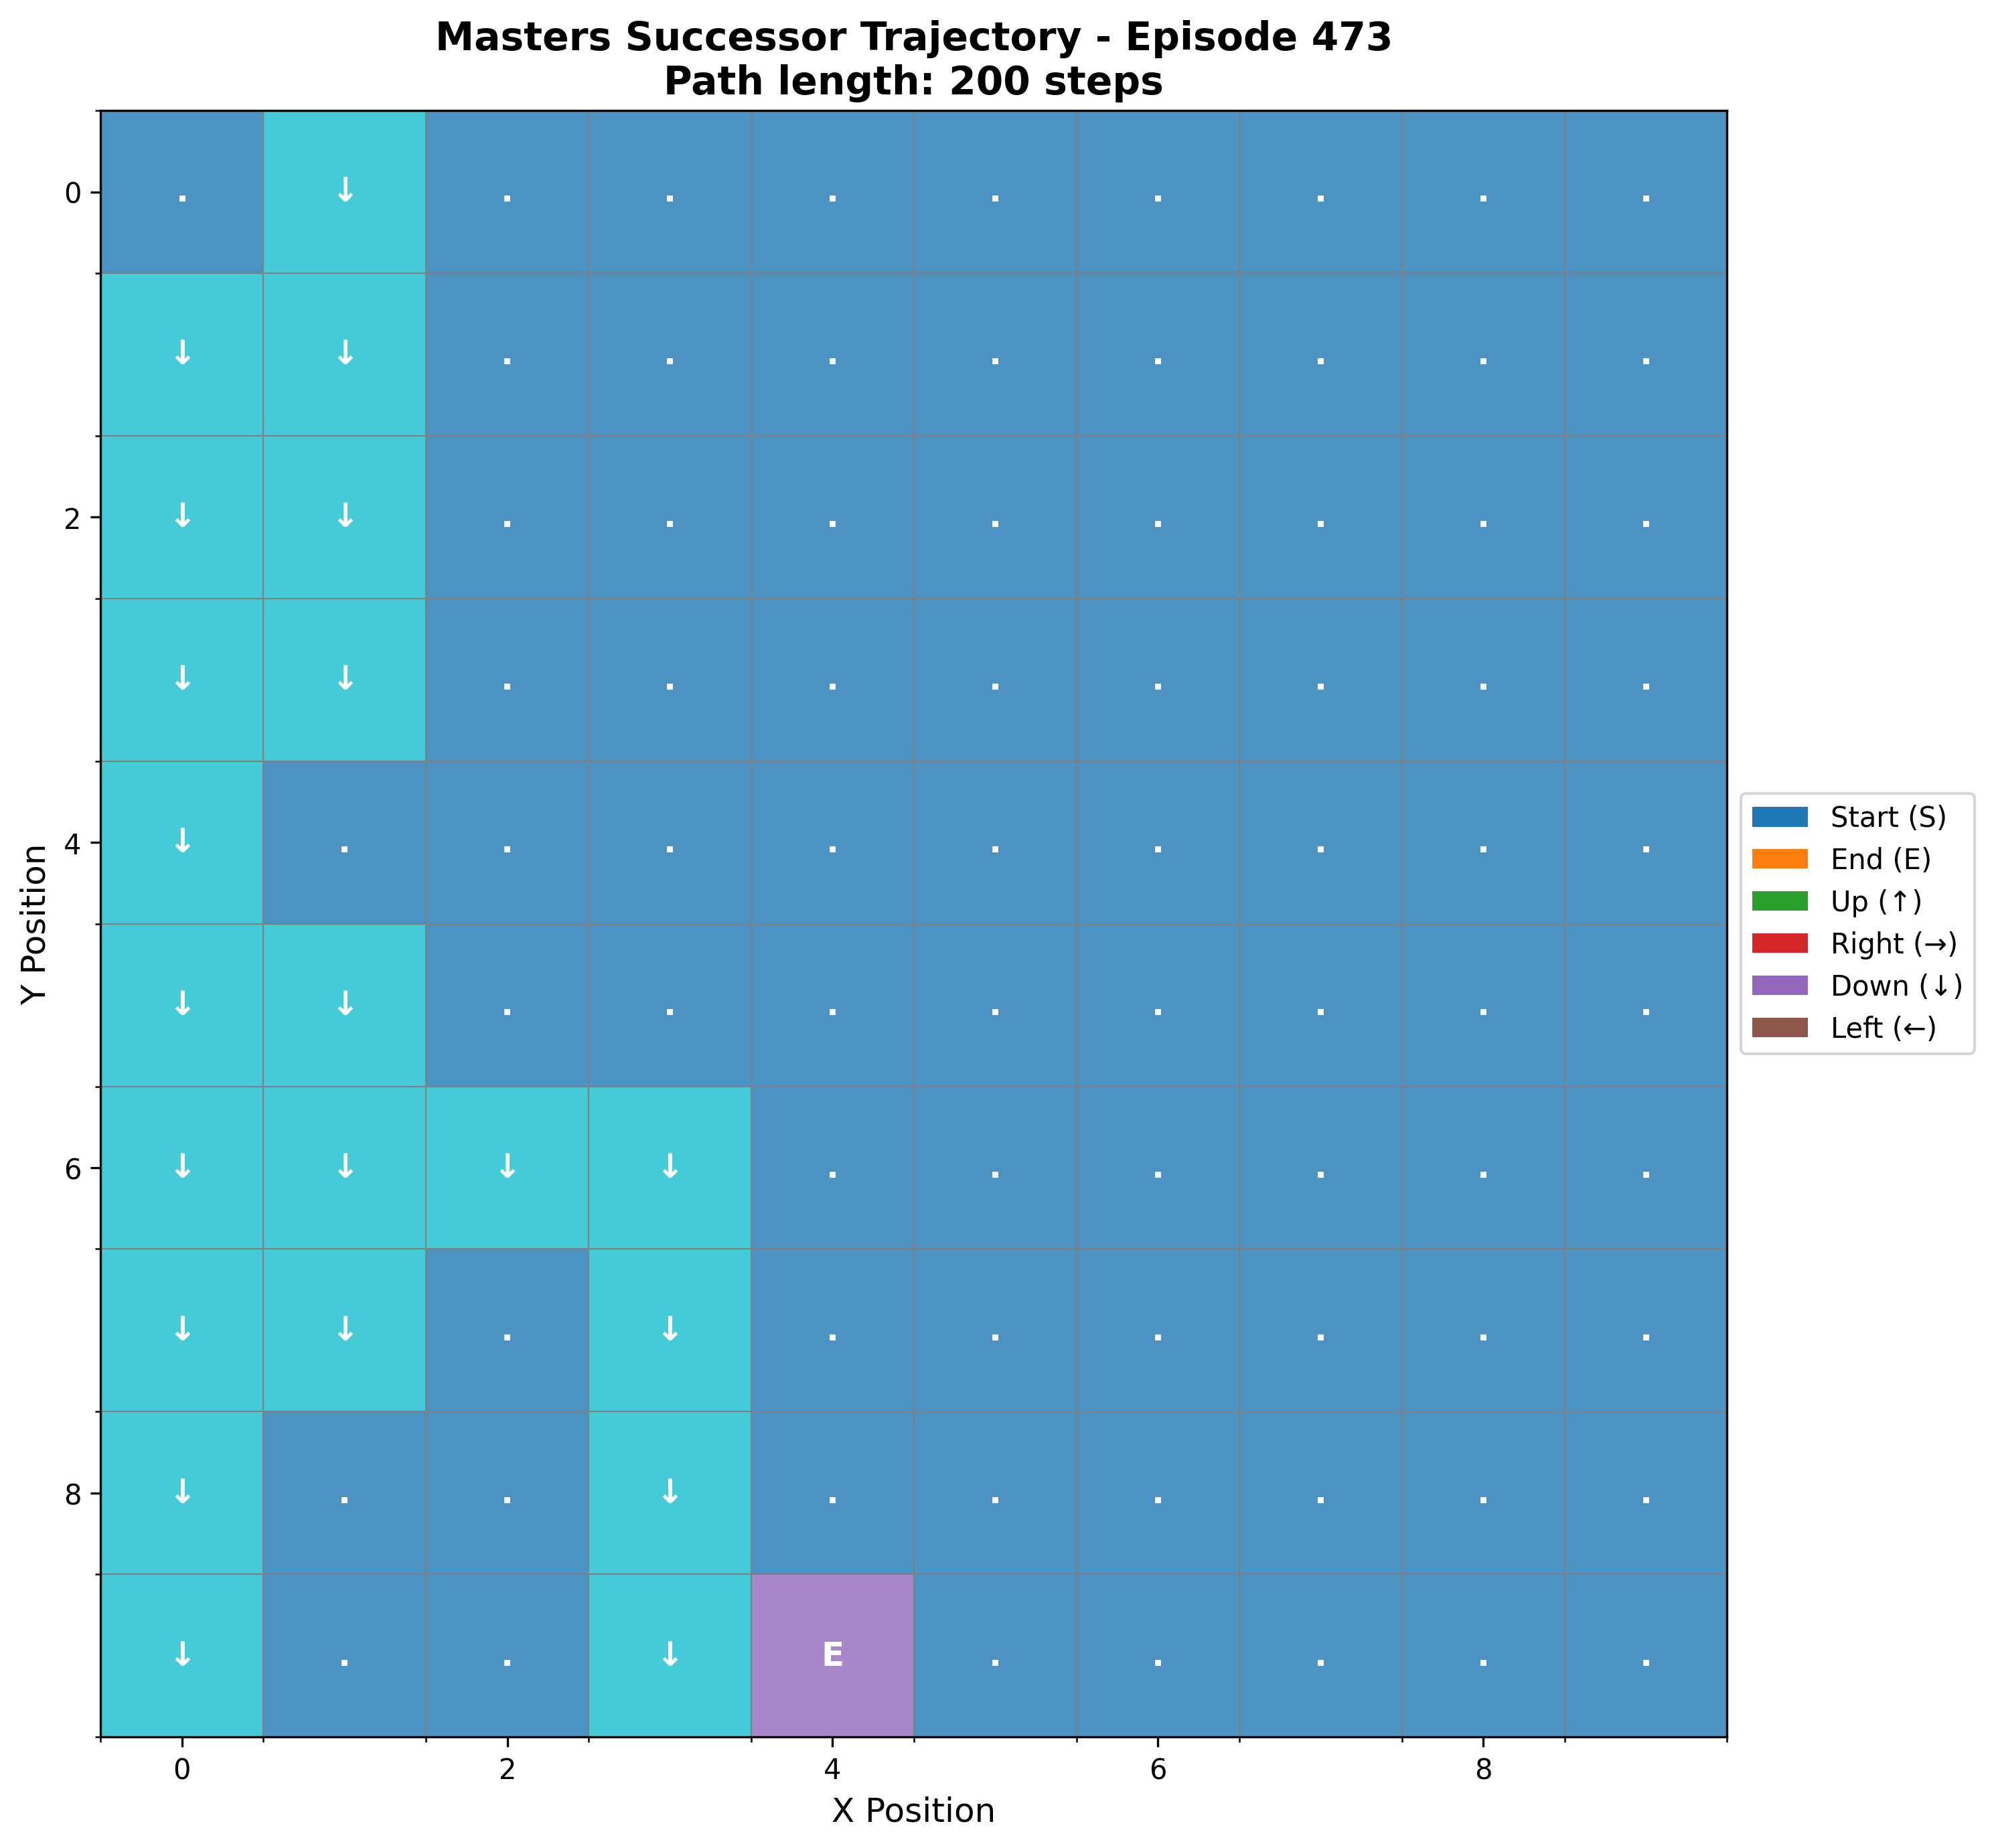 Masters Successor Trajectory - Episode 473
Path length: 200 steps
0 . ↓ . . . . . . . .
↓ ↓ . . . . . . . .
2 ↓ ↓ . . . . . . . .
↓ ↓ . . . . . . . .
4 ↓ . . . . . . . . .
↓ ↓ . . . . . . . .
6 ↓ ↓ ↓ ↓ . . . . . .
↓ ↓ . ↓ . . . . . .
8 ↓ . . ↓ . . . . . .
↓ . . ↓ E . . . . .
0 2 4 6 8
X Position
Y Position
Start (S)
End (E)
Up (↑)
Right (→)
Down (↓)
Left (←)